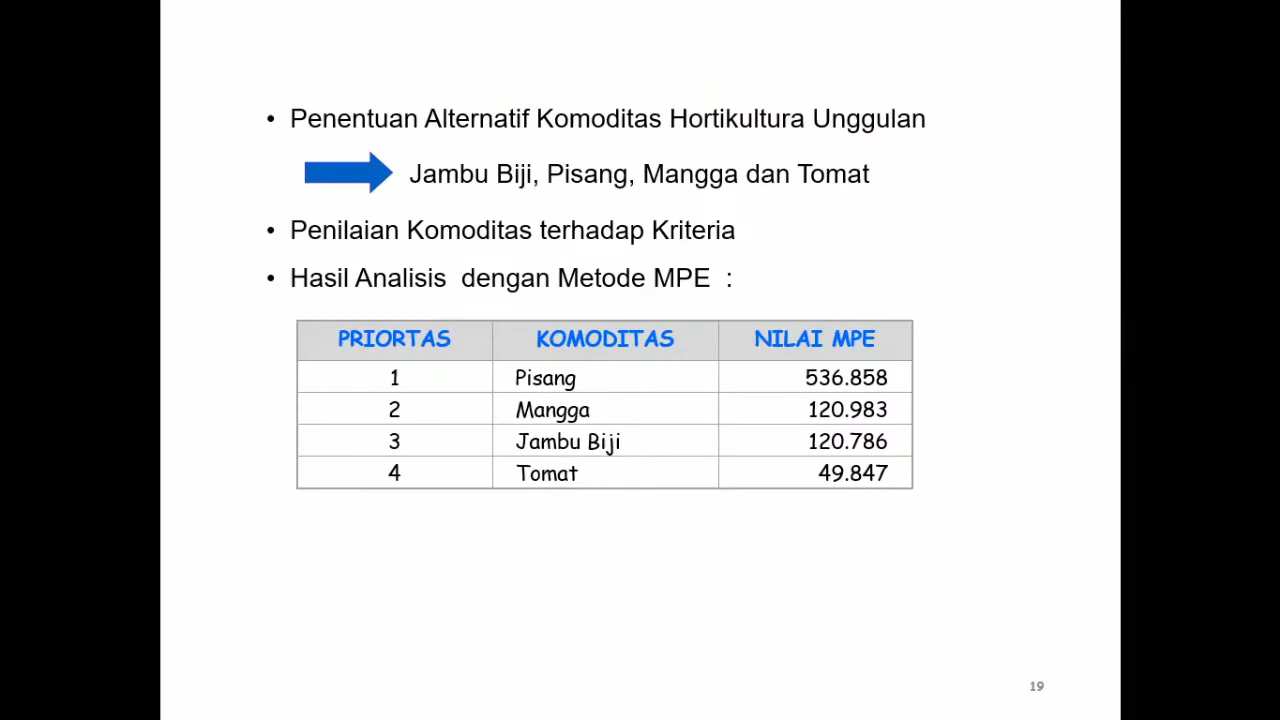 • Penentuan Alternatif Komoditas Hortikultura Unggulan
Jambu Biji, Pisang, Mangga dan Tomat
• Penilaian Komoditas terhadap Kriteria
• Hasil Analisis dengan Metode MPE :
PRIORTAS KOMODITAS NILAI MPE
1 Pisang 536.858
2 Mangga 120.983
3 Jambu Biji 120.786
4 Tomat 49.847
19